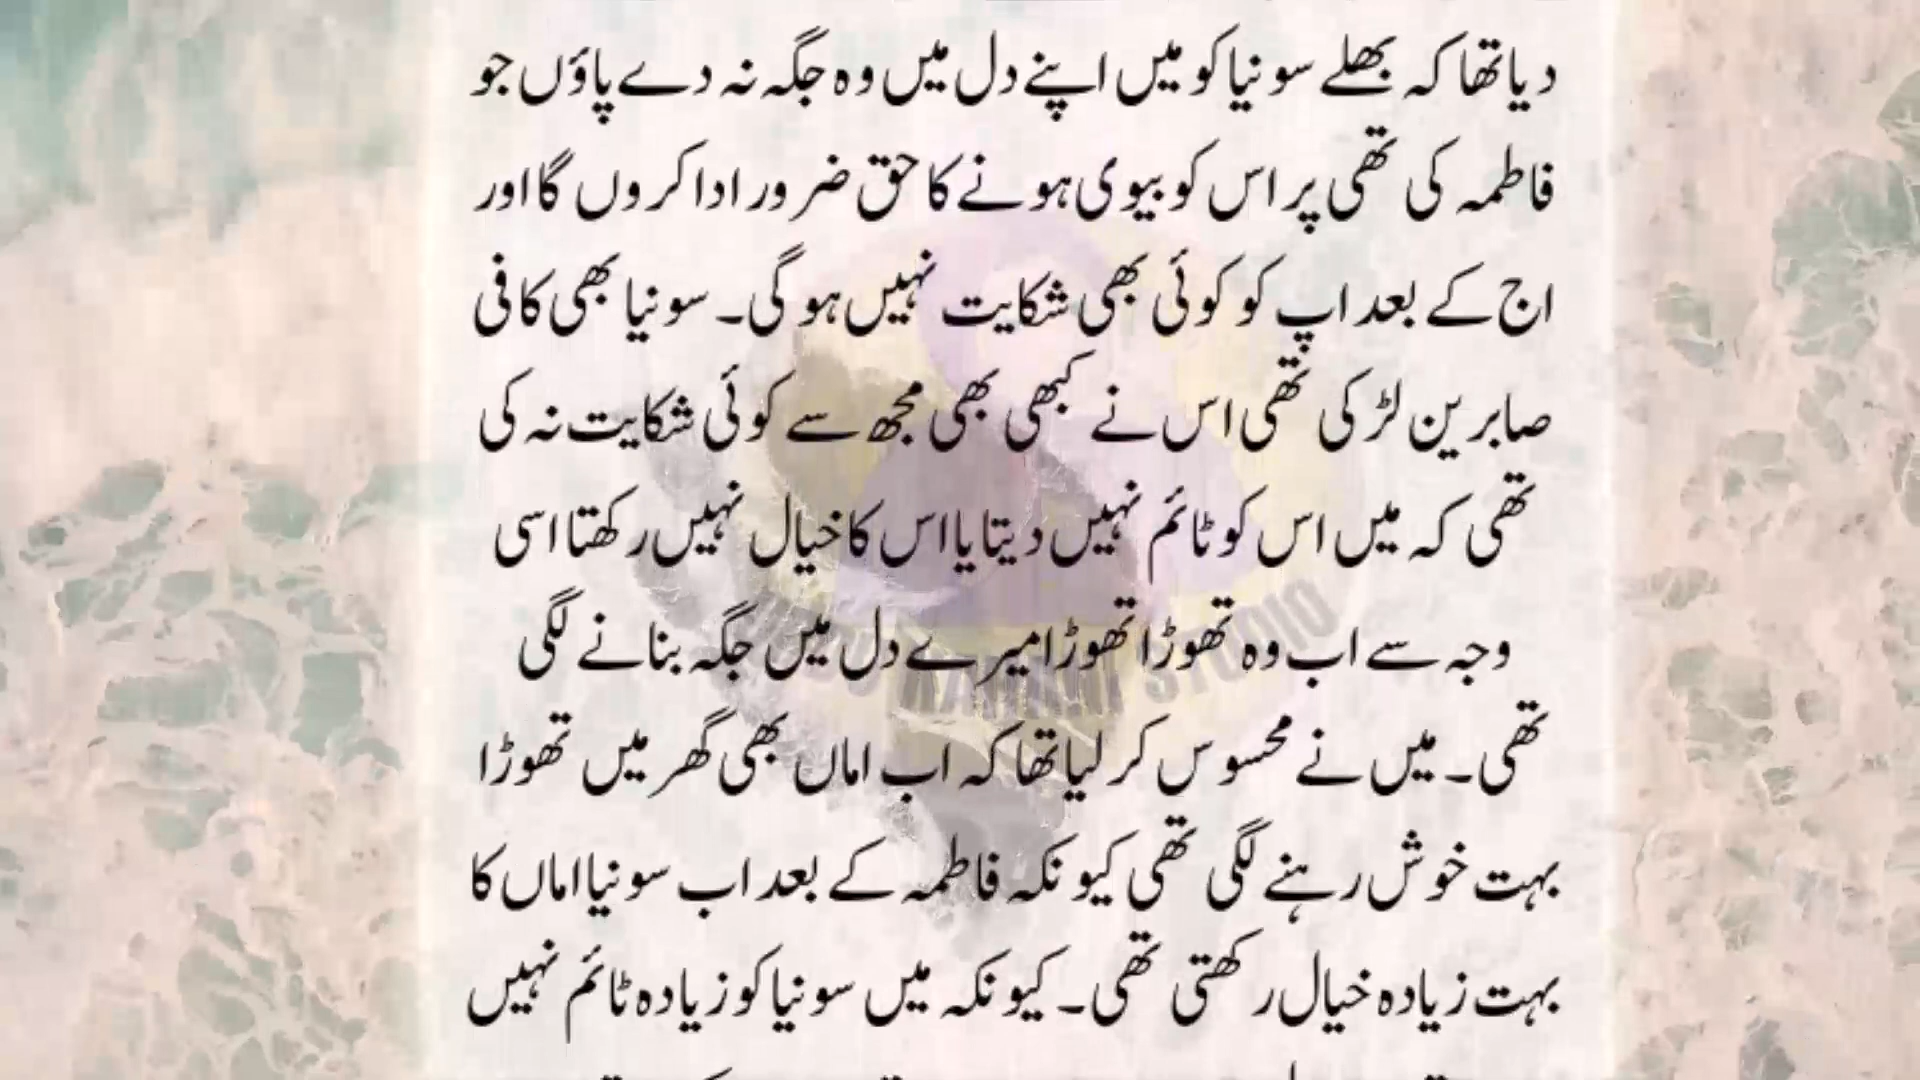 دیا تھا کہ بھلے سونیا کو میں اپنے دل میں وہ جگہ نہ دے پاؤں جو
فاطمہ کی تھی پر اس کو بیوی ہونے کا حق ضرور ادا کروں گا اور
اج کے بعد اپ کو کوئی بھی شکایت نہیں ہوگی۔ سونیا بھی کافی
صابرین لڑکی تھی اس نے کبھی بھی مجھ سے کوئی شکایت نہ کی
تھی کہ میں اس کو ٹائم نہیں دیتا یا اس کا خیال نہیں رکھتا اسی
وجہ سے اب وہ تھوڑا تھوڑا میرے دل میں جگہ بنانے لگی
تھی۔ میں نے محسوس کر لیا تھا کہ اب اماں بھی گھر میں تھوڑا
بہت خوش رہنے لگی تھی کیونکہ فاطمہ کے بعد اب سونیا اماں کا
بہت زیادہ خیال رکھتی تھی۔ کیونکہ میں سونیا کو زیادہ ٹائم نہیں
STUDIO